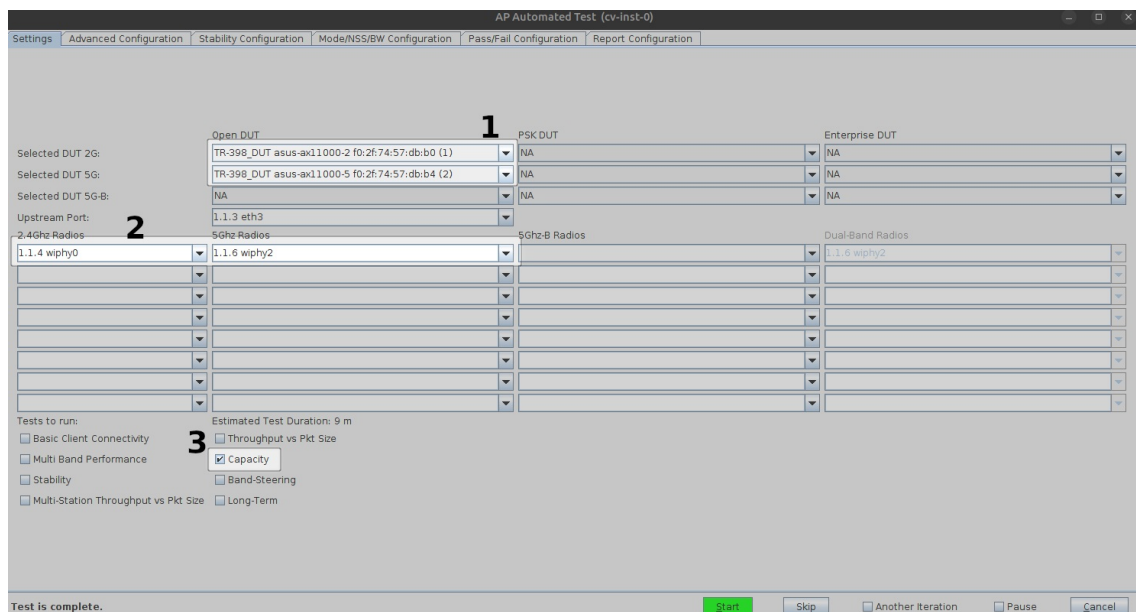 AP Automated Test (cv-inst-0)
Settings Advanced Configuration Stability Configuration Mode/NSS/BW Configuration Pass/Fail Configuration Report Configuration
Open DUT 1 PSK DUT Enterprise DUT
Selected DUT 2G: TR-398_DUT asus-ax11000-2 f0:2f:74:57:db:b0 (1) NA NA
Selected DUT 5G: TR-398_DUT asus-ax11000-5 f0:2f:74:57:db:b4 (2) NA NA
Selected DUT 5G-B: NA NA NA
Upstream Port: 1.1.3 eth3
2
2.4Ghz Radios 5Ghz Radios 5Ghz-B Radios Dual-Band Radios
1.1.4 wiphy0 1.1.6 wiphy2 1.1.6 wiphy2
Tests to run: Estimated Test Duration: 9 m
Basic Client Connectivity Throughput vs Pkt Size
3
Multi Band Performance Capacity
Stability Band-Steering
Multi-Station Throughput vs Pkt Size Long-Term
Test is complete. Start Skip Another Iteration Pause Cancel